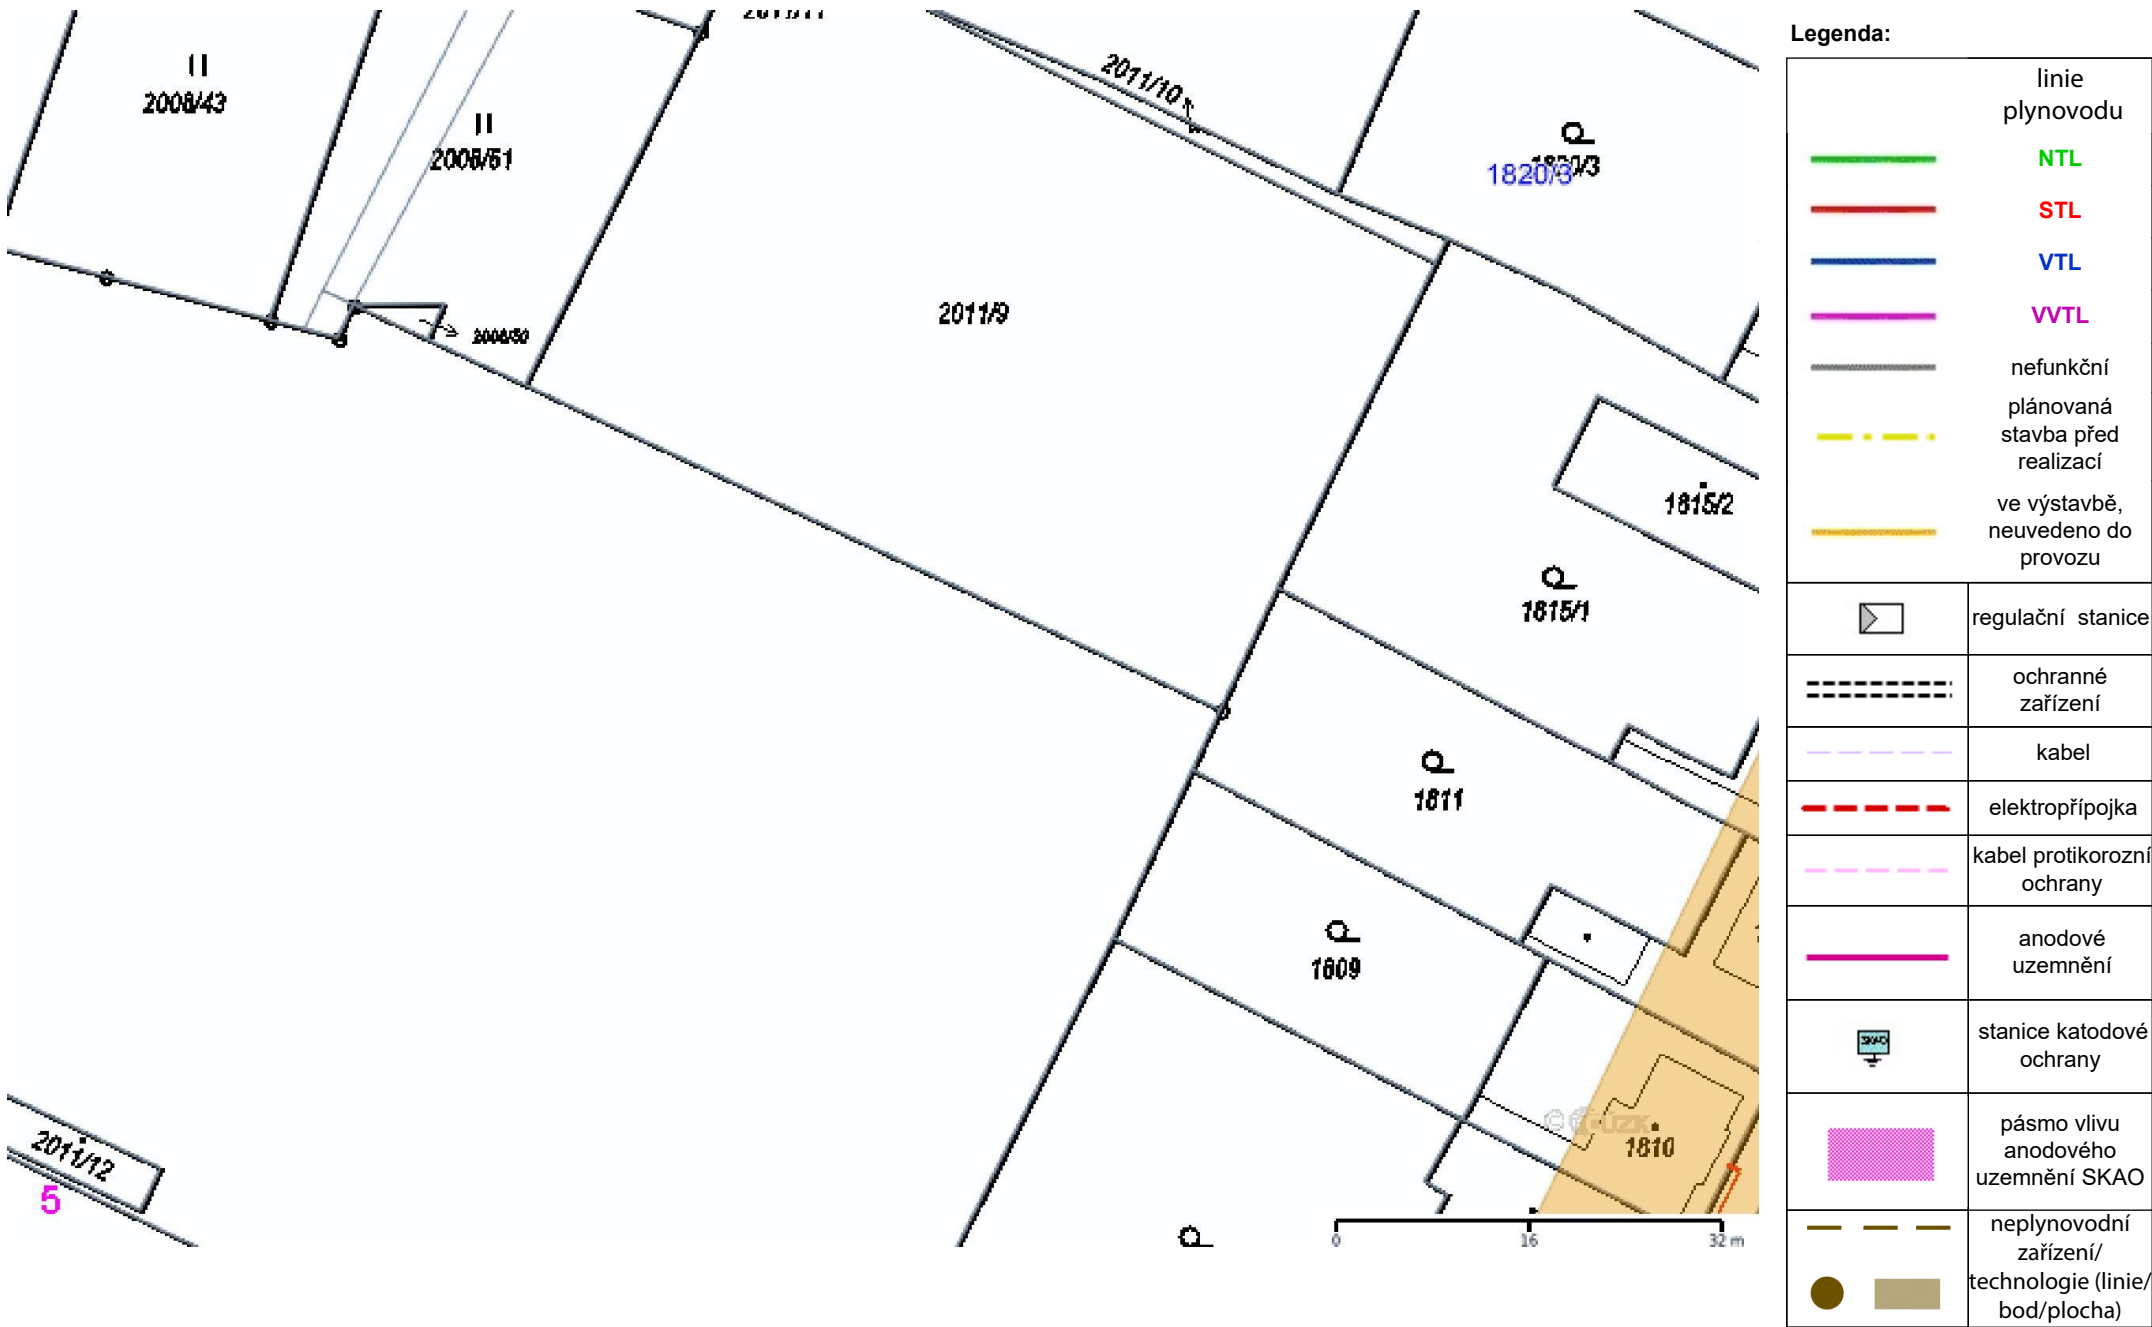 2008/43
2008/51
2008/50
2011/9
2011/10
1820/3
1820/3
1815/2
1815/1
1811
1809
1810
2011/12
5
0 16 32 m
Legenda:
linie
plynovodu
NTL
STL
VTL
VVTL
nefunkční
plánovaná
stavba před
realizací
ve výstavbě,
neuvedeno do
provozu
regulační stanice
ochranné
zařízení
kabel
elektropřípojka
kabel protikorozní
ochrany
anodové
uzemnění
SKAO
stanice katodové
ochrany
pásmo vlivu
anodového
uzemnění SKAO
neplynovodní
zařízení/
technologie (linie/
bod/plocha)